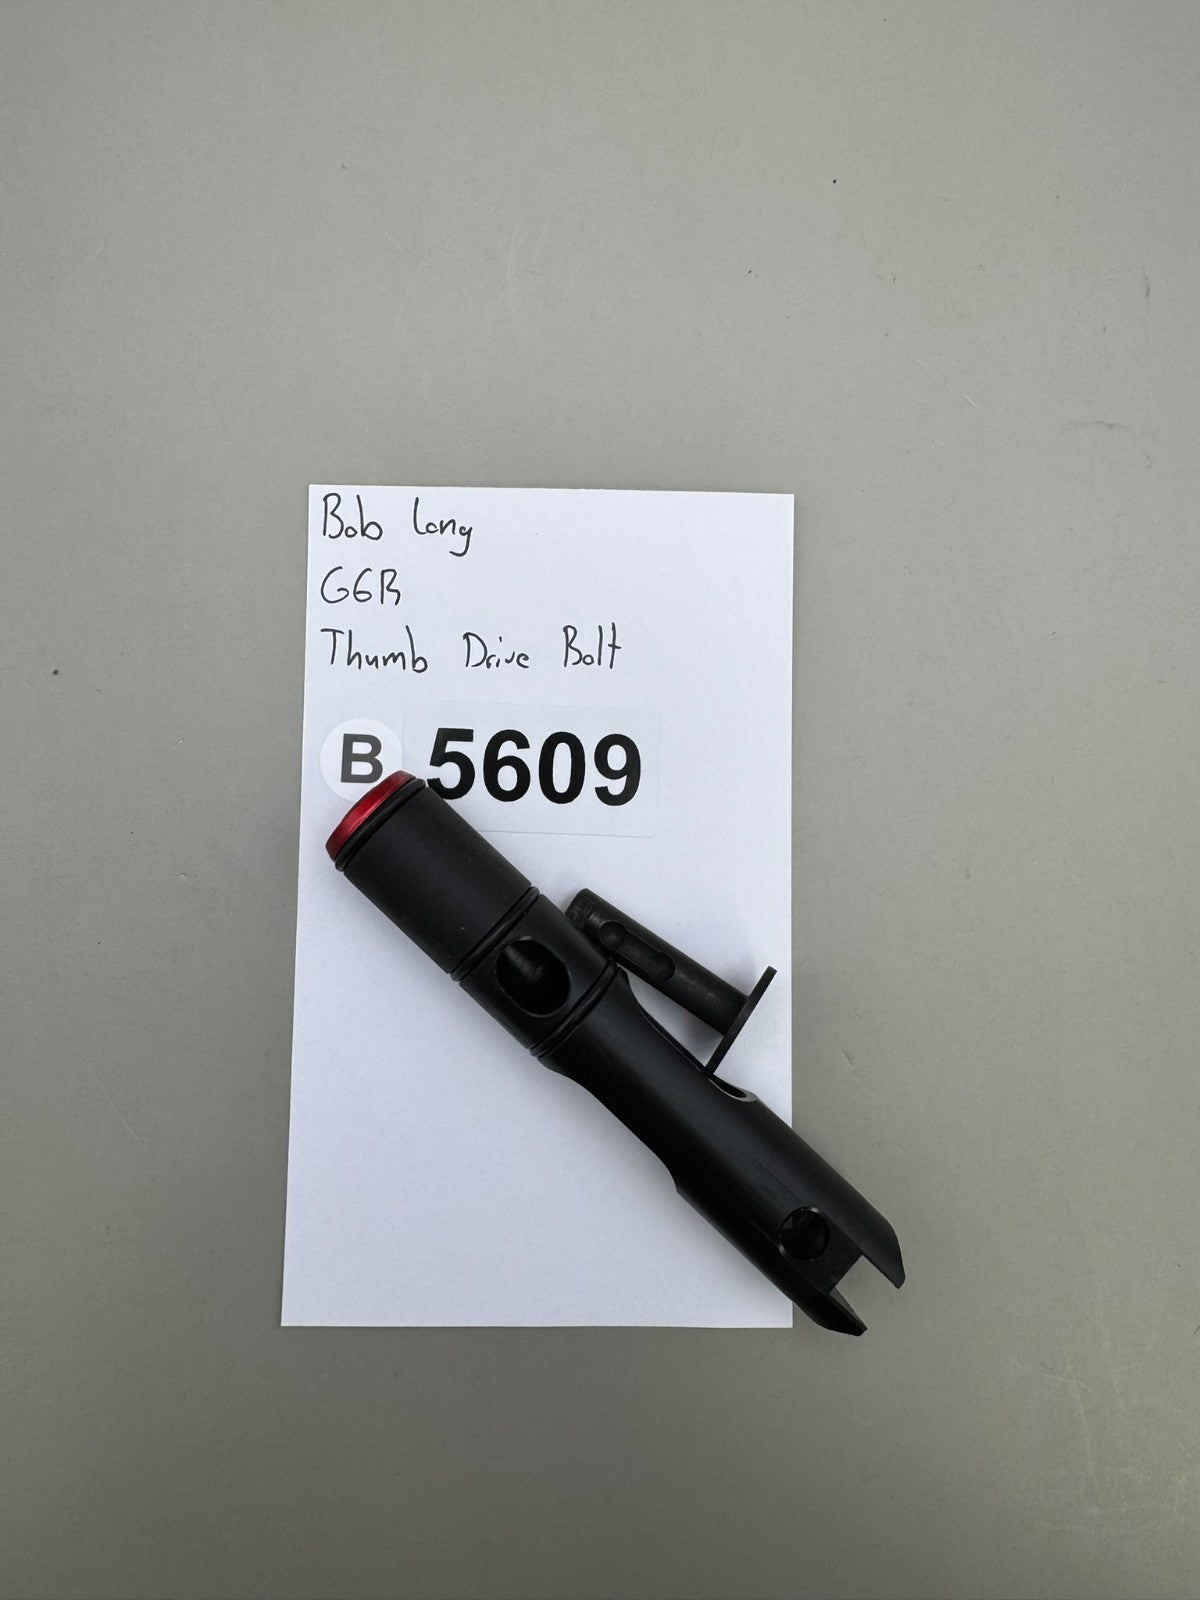 Bob Long
G6R
Thumb Drive Bolt
B 5609